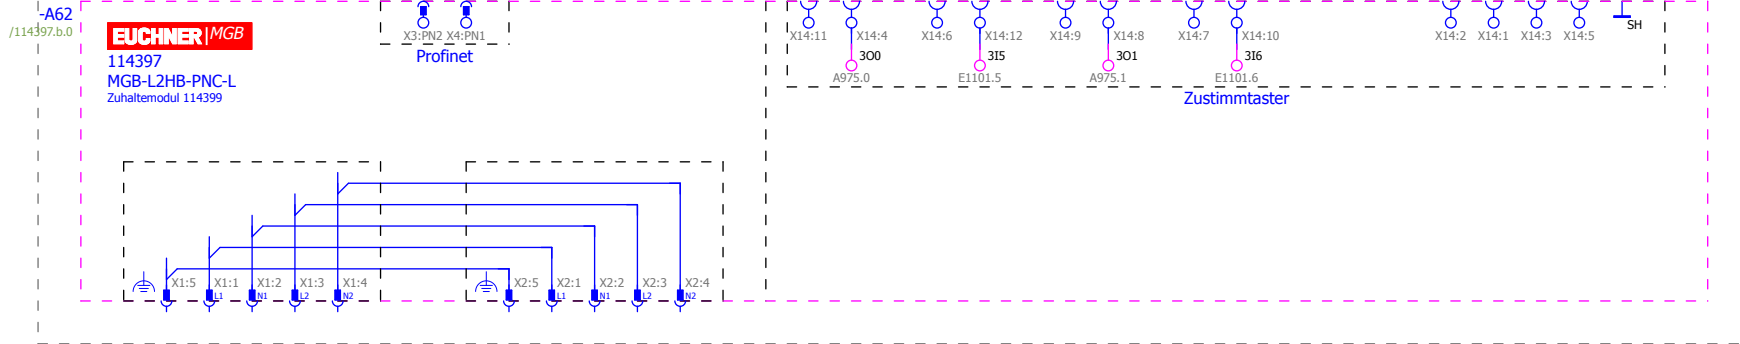 -A62
/114397.b.0
EUCHNER|MGB
114397
MGB-L2HB-PNC-L
Zuhaltemodul 114399
X3:PN2 X4:PN1
Profinet
X14:11 X14:4 X14:6 X14:12 X14:9 X14:8 X14:7 X14:10 X14:2 X14:1 X14:3 X14:5 SH
3O0 3I5 3O1 3I6
A975.0 E1101.5 A975.1 E1101.6
Zustimmtaster
X1:5 X1:1 X1:2 X1:3 X1:4 X2:5 X2:1 X2:2 X2:3 X2:4
L1 N1 L2 N2 L1 N1 L2 N2